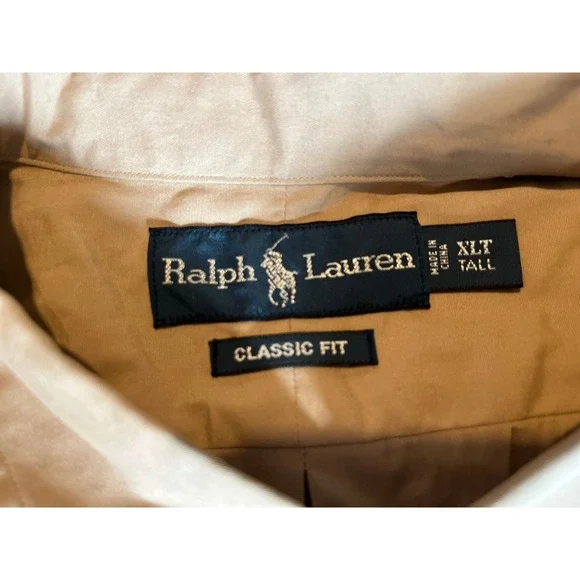 Ralph Lauren
MADE IN
CHINA
XLT
TALL
CLASSIC FIT